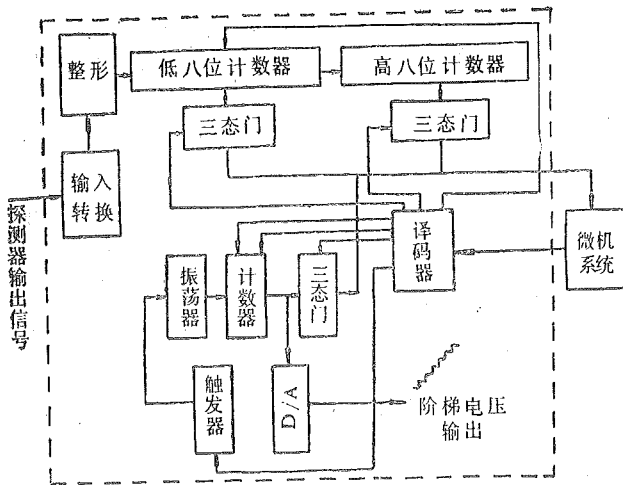 整形
低八位计数器
高八位计数器
三态门
三态门
输入
转换
探测器输出信号
译码器
微机
系统
振荡器
计数器
三态门
触发器
D/A
阶梯电压
输出